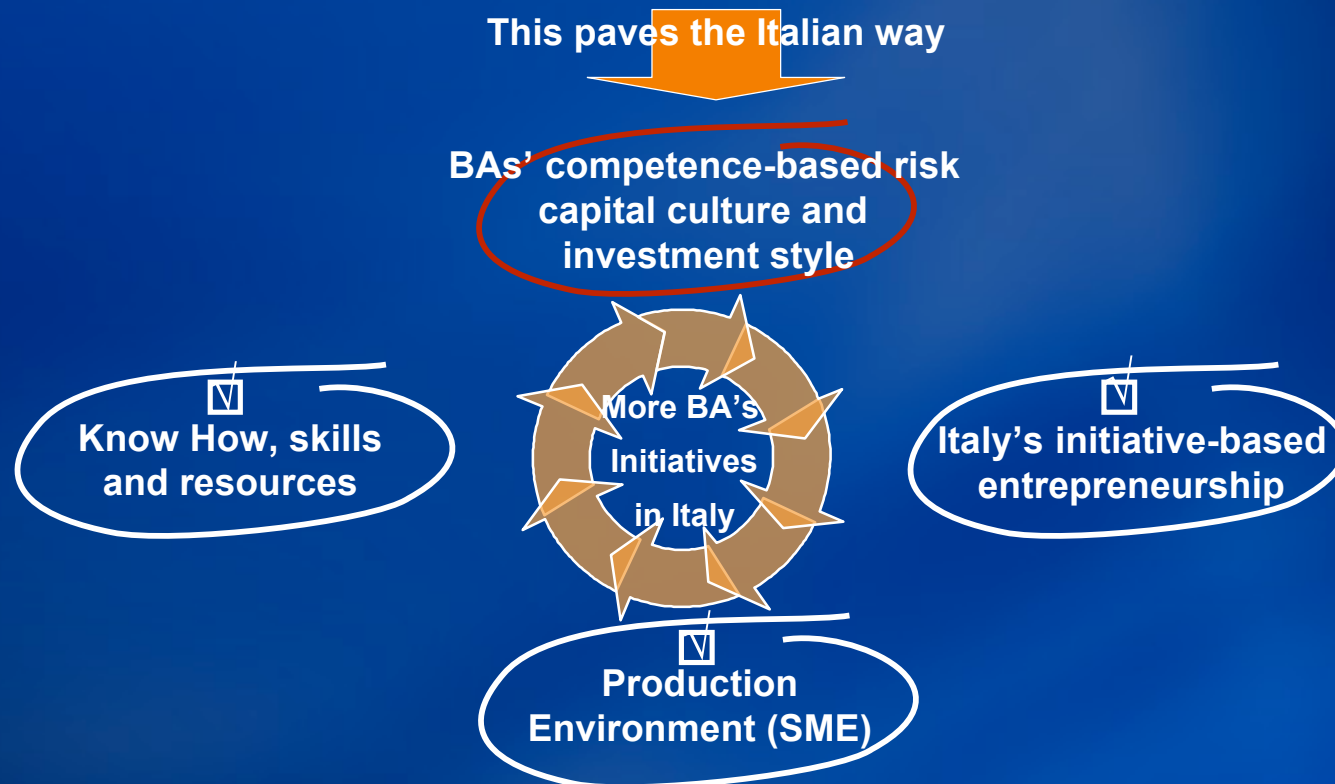 This paves the Italian way
BAs’ competence-based risk
capital culture and
investment style
Know How, skills
and resources
More BA’s
Initiatives
in Italy
Italy’s initiative-based
entrepreneurship
Production
Environment (SME)